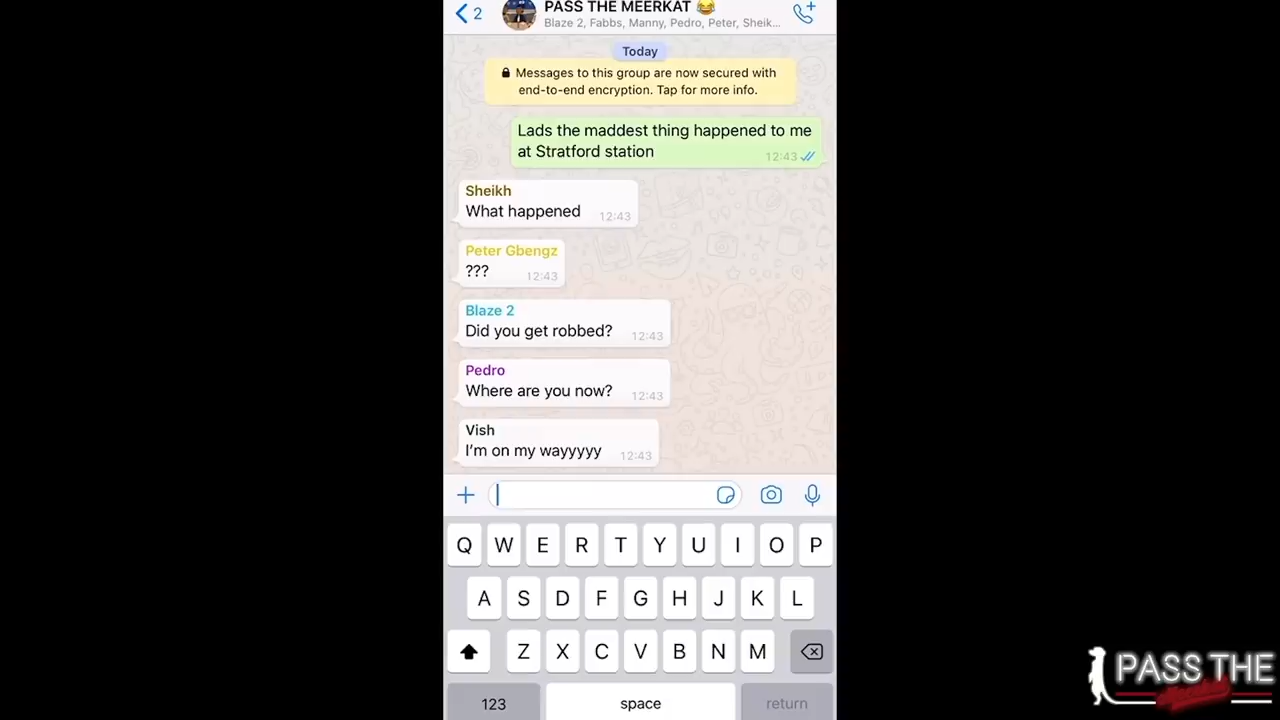 2
PASS THE MEERKAT 😂
Blaze 2, Fabbs, Manny, Pedro, Peter, Sheik...
Today
Messages to this group are now secured with
end-to-end encryption. Tap for more info.
Lads the maddest thing happened to me
at Stratford station
12:43
Sheikh
What happened
12:43
Peter Gbengz
???
12:43
Blaze 2
Did you get robbed?
12:43
Pedro
Where are you now?
12:43
Vish
I’m on my wayyyyy
12:43
Q W E R T Y U I O P
A S D F G H J K L
Z X C V B N M
123 space return
PASS THE